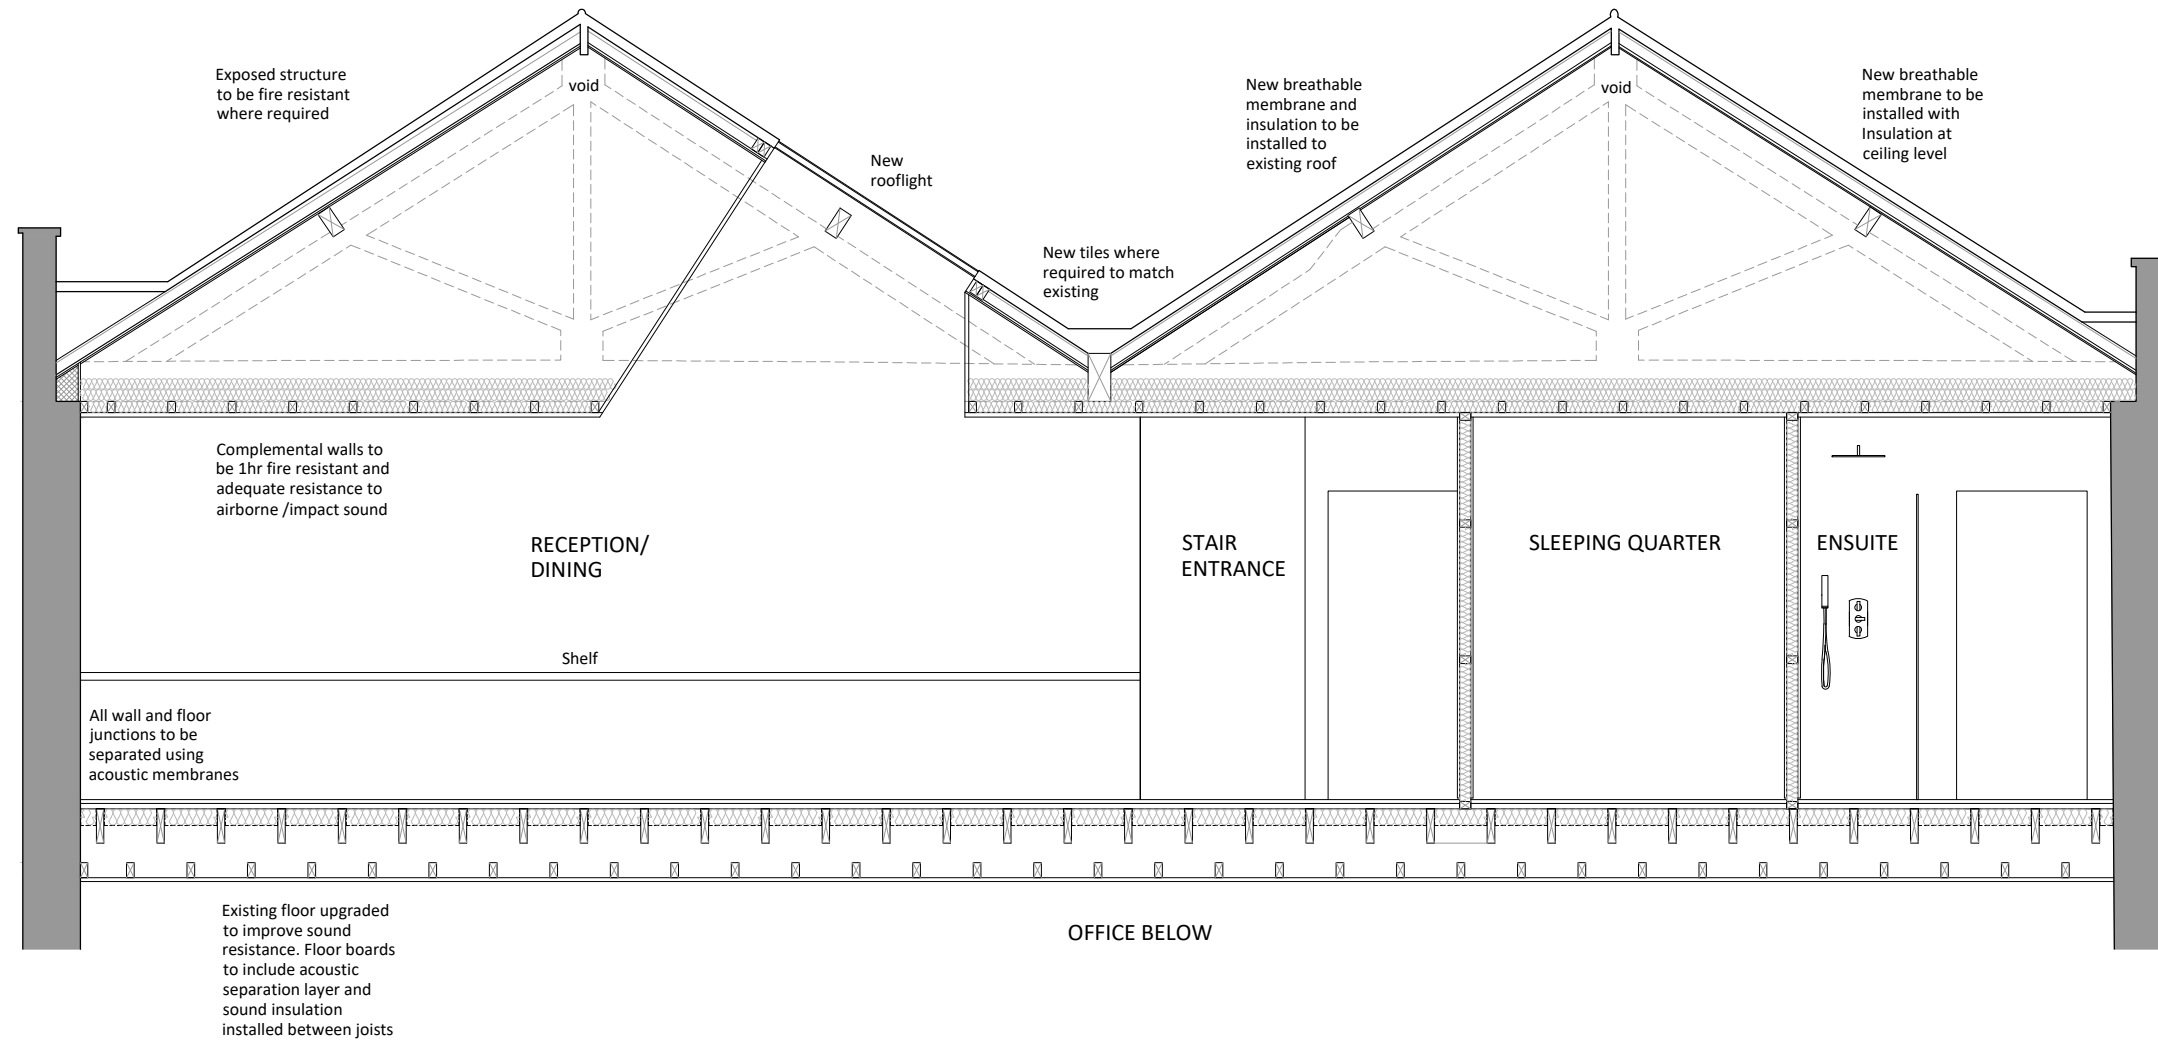 Exposed structure
to be fire resistant
where required
void
New
rooflight
New breathable
membrane and
insulation to be
installed to
existing roof
void
New breathable
membrane to be
installed with
Insulation at
ceiling level
New tiles where
required to match
existing
Complemental walls to
be 1hr fire resistant and
adequate resistance to
airborne /impact sound
RECEPTION/
DINING
STAIR
ENTRANCE
SLEEPING QUARTER
ENSUITE
Shelf
All wall and floor
junctions to be
separated using
acoustic membranes
Existing floor upgraded
to improve sound
resistance. Floor boards
to include acoustic
separation layer and
sound insulation
installed between joists
OFFICE BELOW